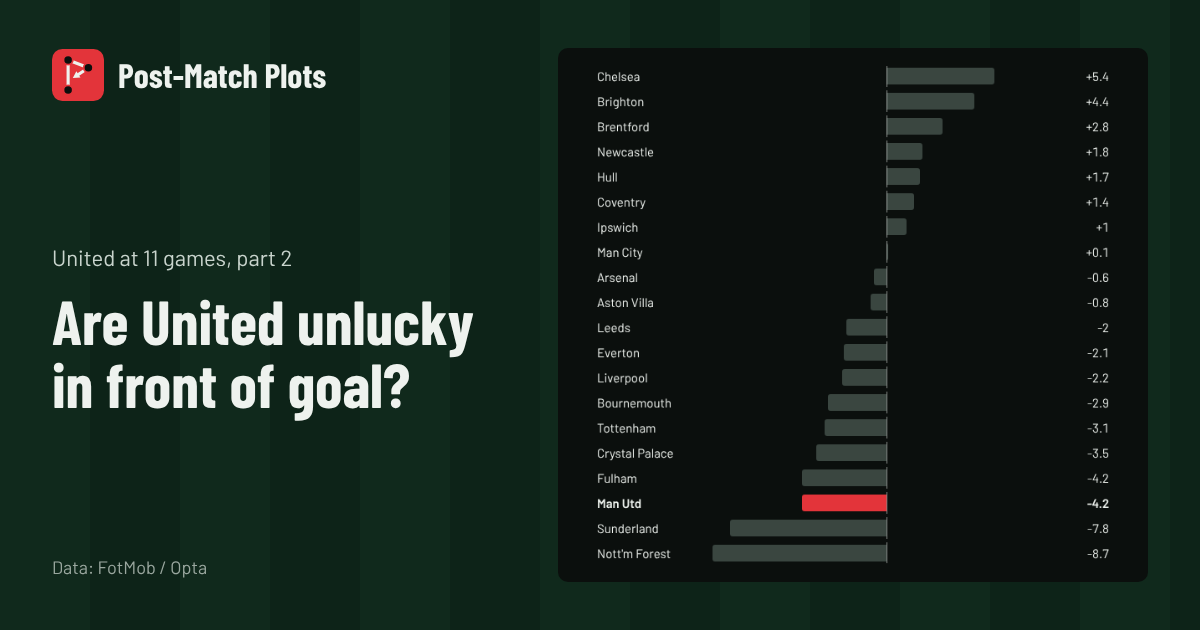 Post-Match Plots
United at 11 games, part 2
Are United unlucky
in front of goal?
Data: FotMob / Opta
Chelsea +5.4
Brighton +4.4
Brentford +2.8
Newcastle +1.8
Hull +1.7
Coventry +1.4
Ipswich +1
Man City +0.1
Arsenal -0.6
Aston Villa -0.8
Leeds -2
Everton -2.1
Liverpool -2.2
Bournemouth -2.9
Tottenham -3.1
Crystal Palace -3.5
Fulham -4.2
Man Utd -4.2
Sunderland -7.8
Nott'm Forest -8.7